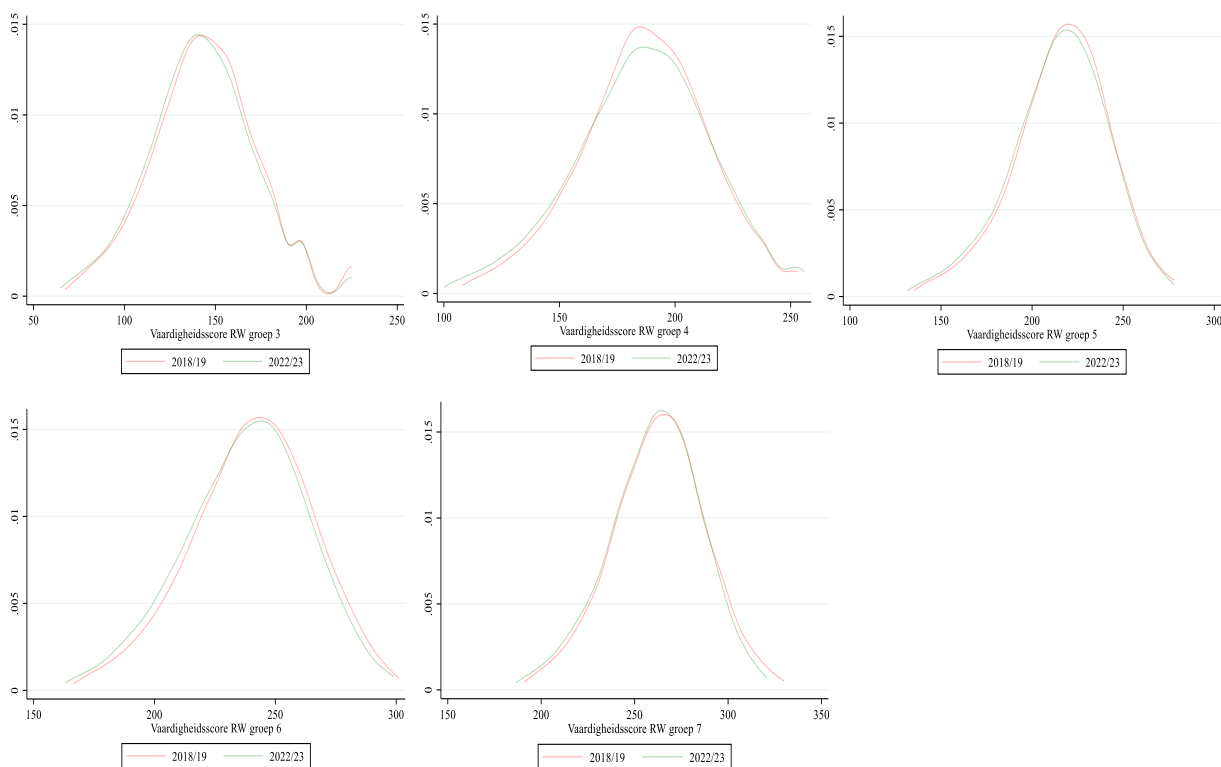 .015
.01
.005
0
50 100 150 200 250
Vaardigheidsscore RW groep 3
2018/19 2022/23
.015
.01
.005
0
100 150 200 250
Vaardigheidsscore RW groep 4
2018/19 2022/23
.015
.01
.005
0
100 150 200 250 300
Vaardigheidsscore RW groep 5
2018/19 2022/23
.015
.01
.005
0
150 200 250 300
Vaardigheidsscore RW groep 6
2018/19 2022/23
.015
.01
.005
0
150 200 250 300 350
Vaardigheidsscore RW groep 7
2018/19 2022/23